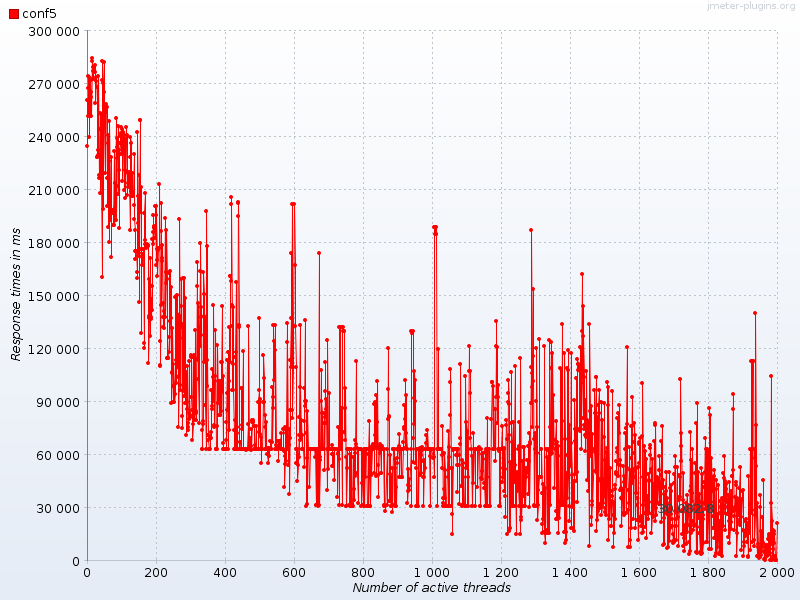 jmeter-plugins.org
conf5
300 000
270 000
240 000
210 000
180 000
150 000
120 000
90 000
60 000
30 000
0
Response times in ms
0 200 400 600 800 1 000 1 200 1 400 1 600 1 800 2 000
Number of active threads